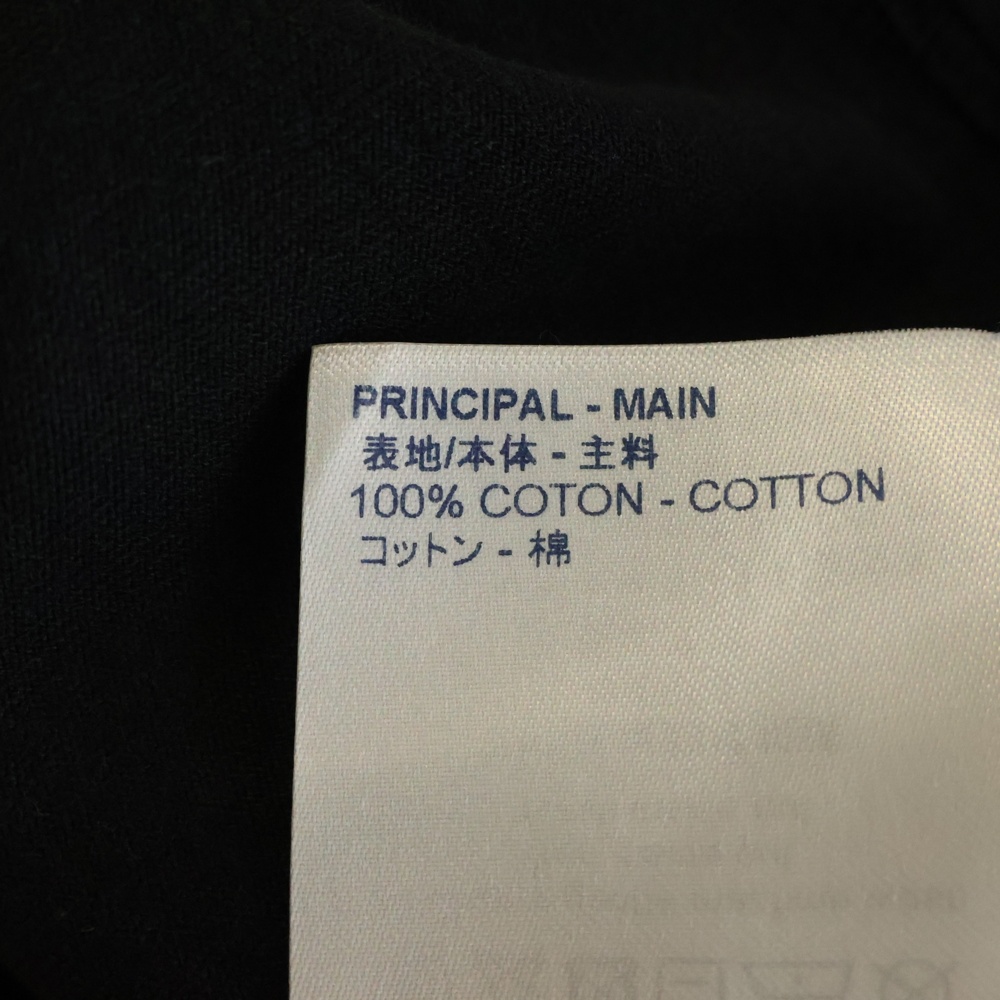 PRINCIPAL - MAIN
表地/本体 - 主料
100% COTON - COTTON
コットン - 棉